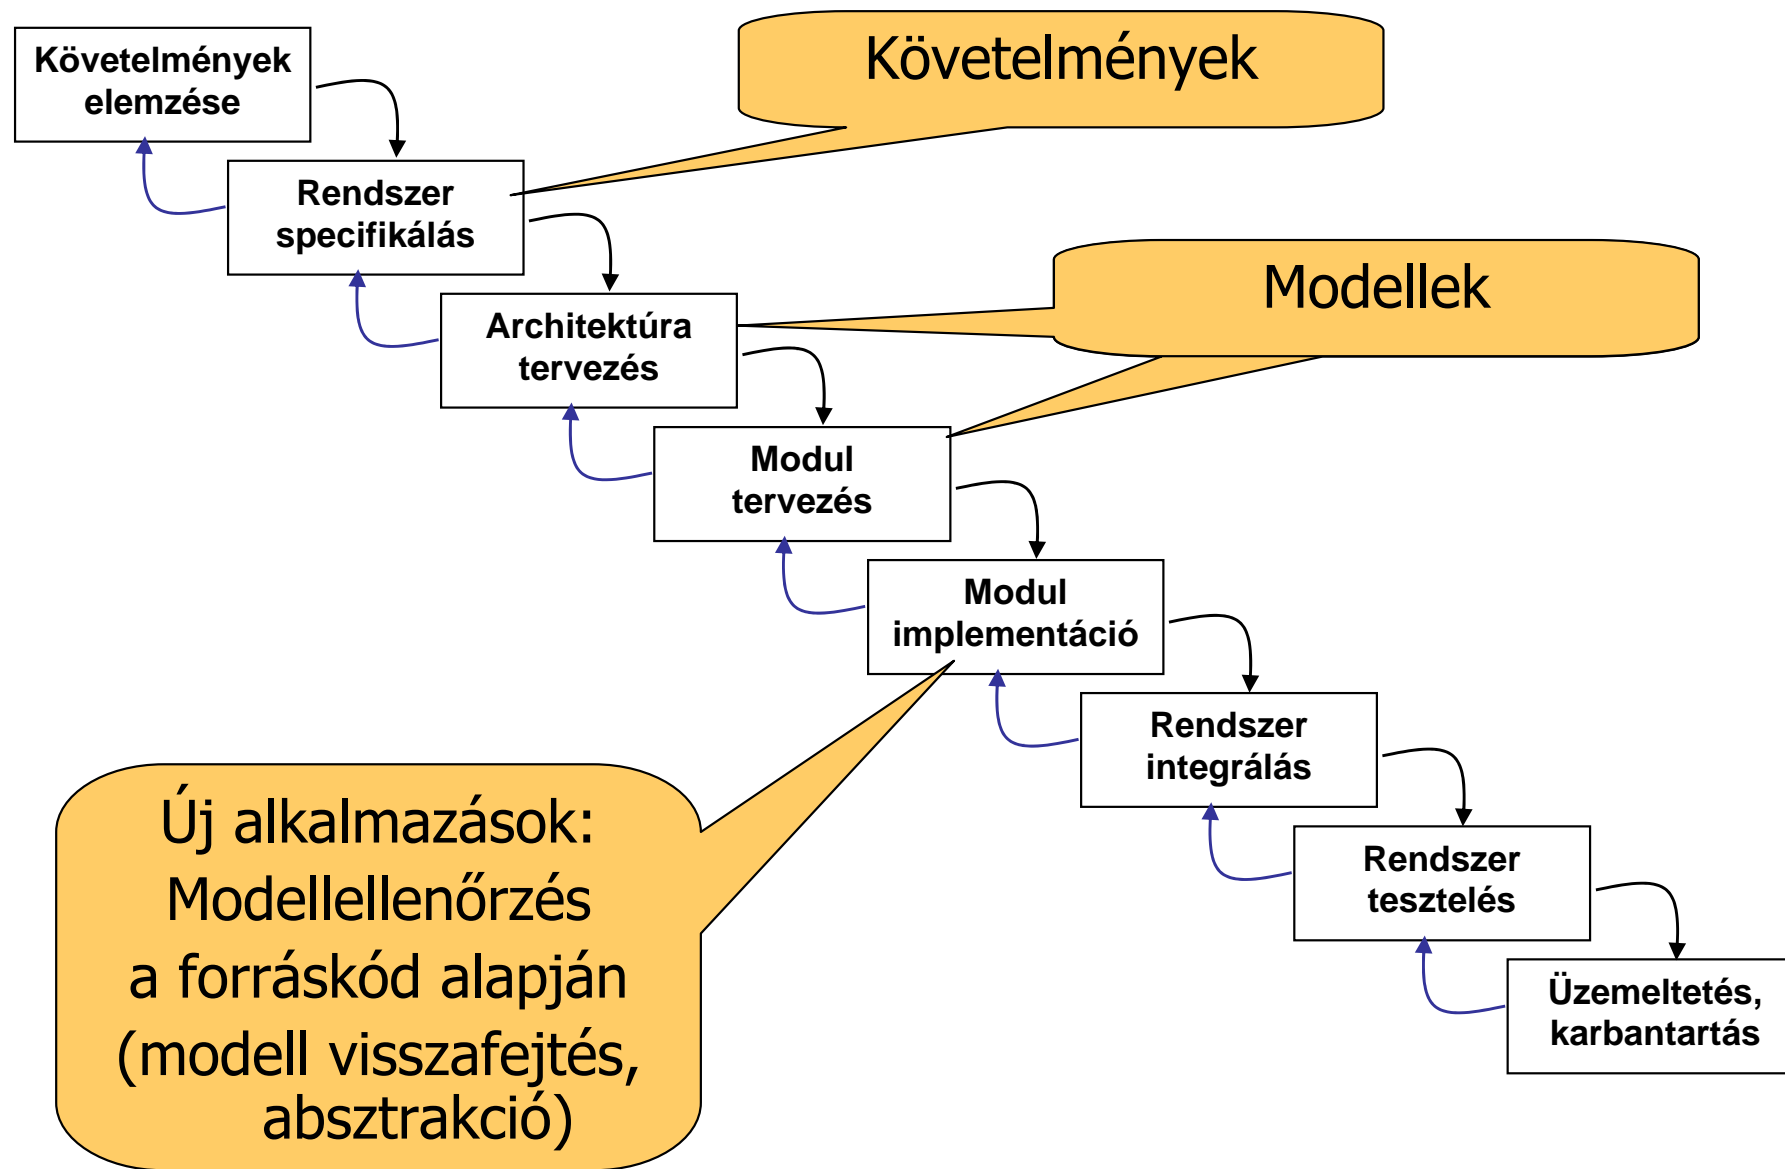 Követelmények
elemzése
Követelmények
Rendszer
specifikálás
Modellek
Architektúra
tervezés
Modul
tervezés
Modul
implementáció
Rendszer
integrálás
Új alkalmazások:
Modellellenőrzés
a forráskód alapján
(modell visszafejtés,
absztrakció)
Rendszer
tesztelés
Üzemeltetés,
karbantartás